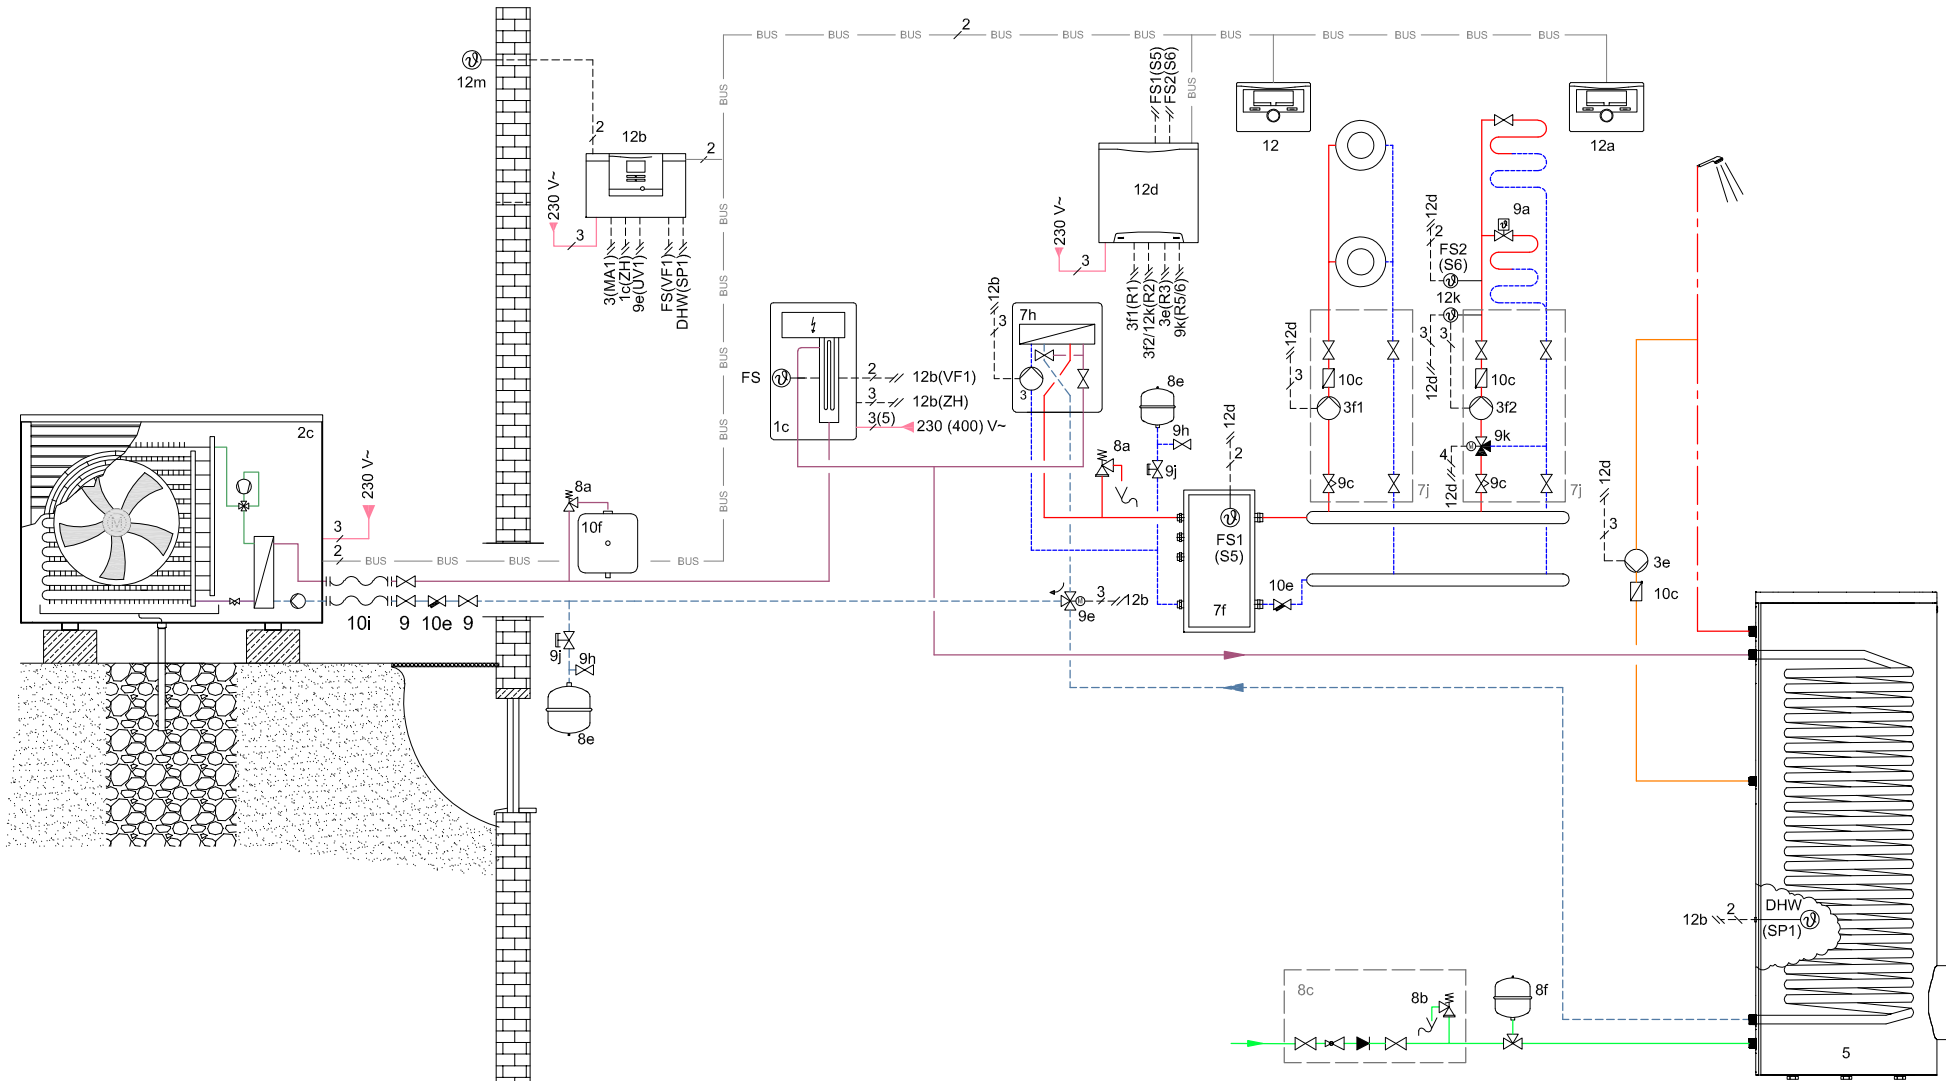 BUS BUS BUS 2 BUS BUS BUS BUS BUS BUS BUS
12m
2
12b
2
230 V~
3
3(MA1)
1c(ZH)
9e(UV1)
FS(VF1)
DHW(SP1)
BUS
BUS
BUS
BUS
BUS
BUS
FS1(S5)
FS2(S6)
BUS
12d
230 V~
3
3f1(R1)
3f2/12k(R2)
3e(R3)
9k(R5/6)
12
12a
12d
2
FS2
(S6)
9a
12k
3
12d
3
12d
3
10c
3f1
9c
7j
10c
3f2
9k
M
4
12d
9c
7j
FS
2
12b(VF1)
3
12b(ZH)
3(5)
230 (400) V~
1c
12b
3
7h
3
8e
9h
9j
8a
12d
2
FS1
(S5)
7f
10e
12d
3
3e
10c
2c
M
230 V~
3
2
BUS BUS BUS BUS
8a
10f
10i 9 10e 9
9j
9h
8e
M
3
12b
9e
12b
2
DHW
(SP1)
8c
8b
8f
5